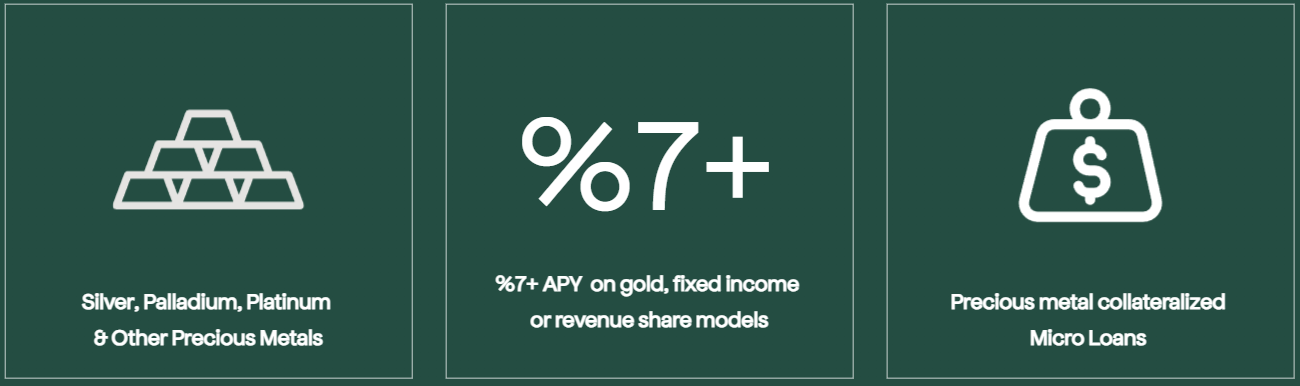 Silver, Palladium, Platinum
& Other Precious Metals
%7+
%7+ APY on gold, fixed income
or revenue share models
$
Precious metal collateralized
Micro Loans